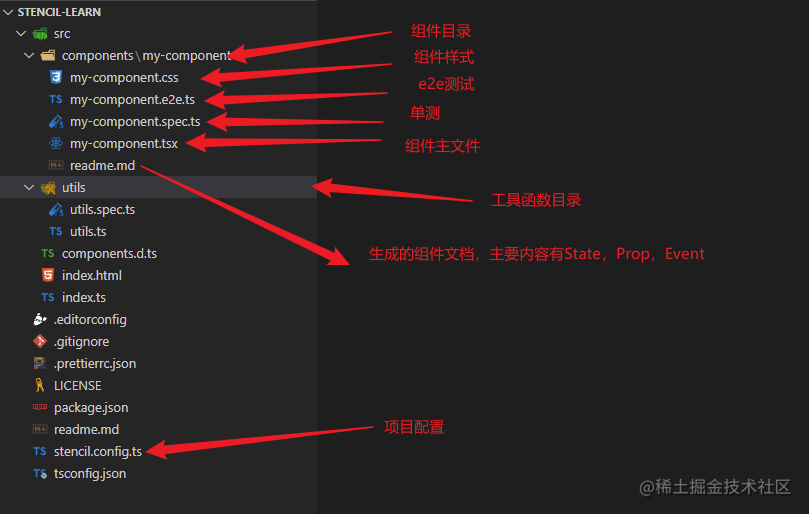 STENCIL-LEARN
src
组件目录
components\my-component
组件样式
my-component.css
e2e测试
TS my-component.e2e.ts
单测
my-component.spec.ts
my-component.tsx
组件主文件
readme.md
utils
工具函数目录
utils.spec.ts
TS utils.ts
TS components.d.ts
生成的组件文档，主要内容有State，Prop，Event
index.html
TS index.ts
.editorconfig
.gitignore
.prettierrc.json
LICENSE
package.json
readme.md
项目配置
TS stencil.config.ts
TS tsconfig.json
@稀土掘金技术社区